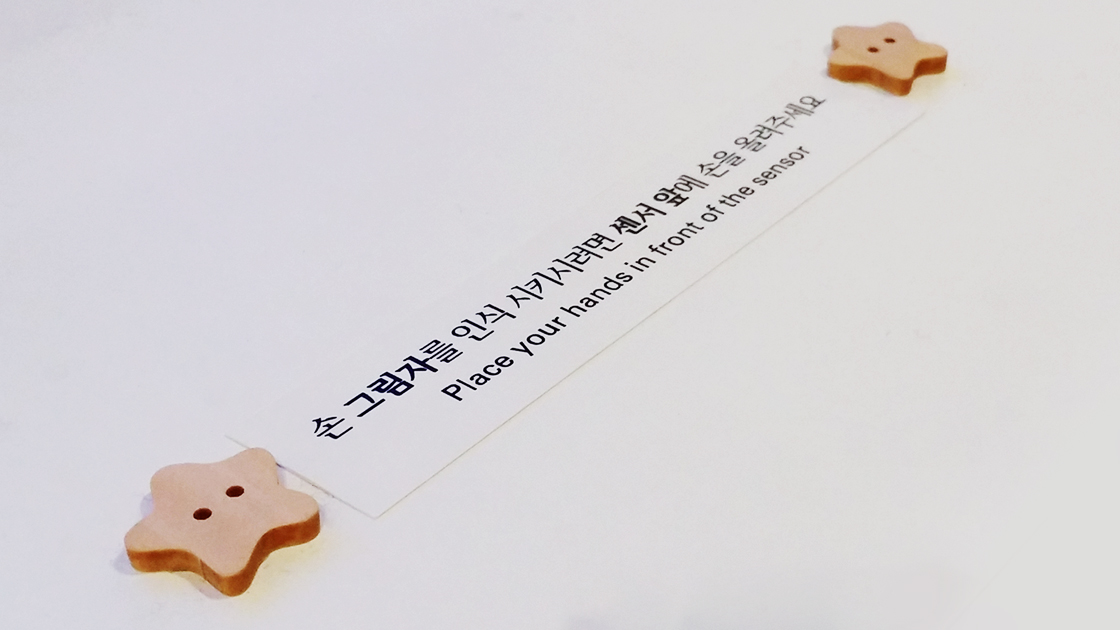 손 그림자를 인식 시키시려면 센서 앞에 손을 올려주세요
Place your hands in front of the sensor